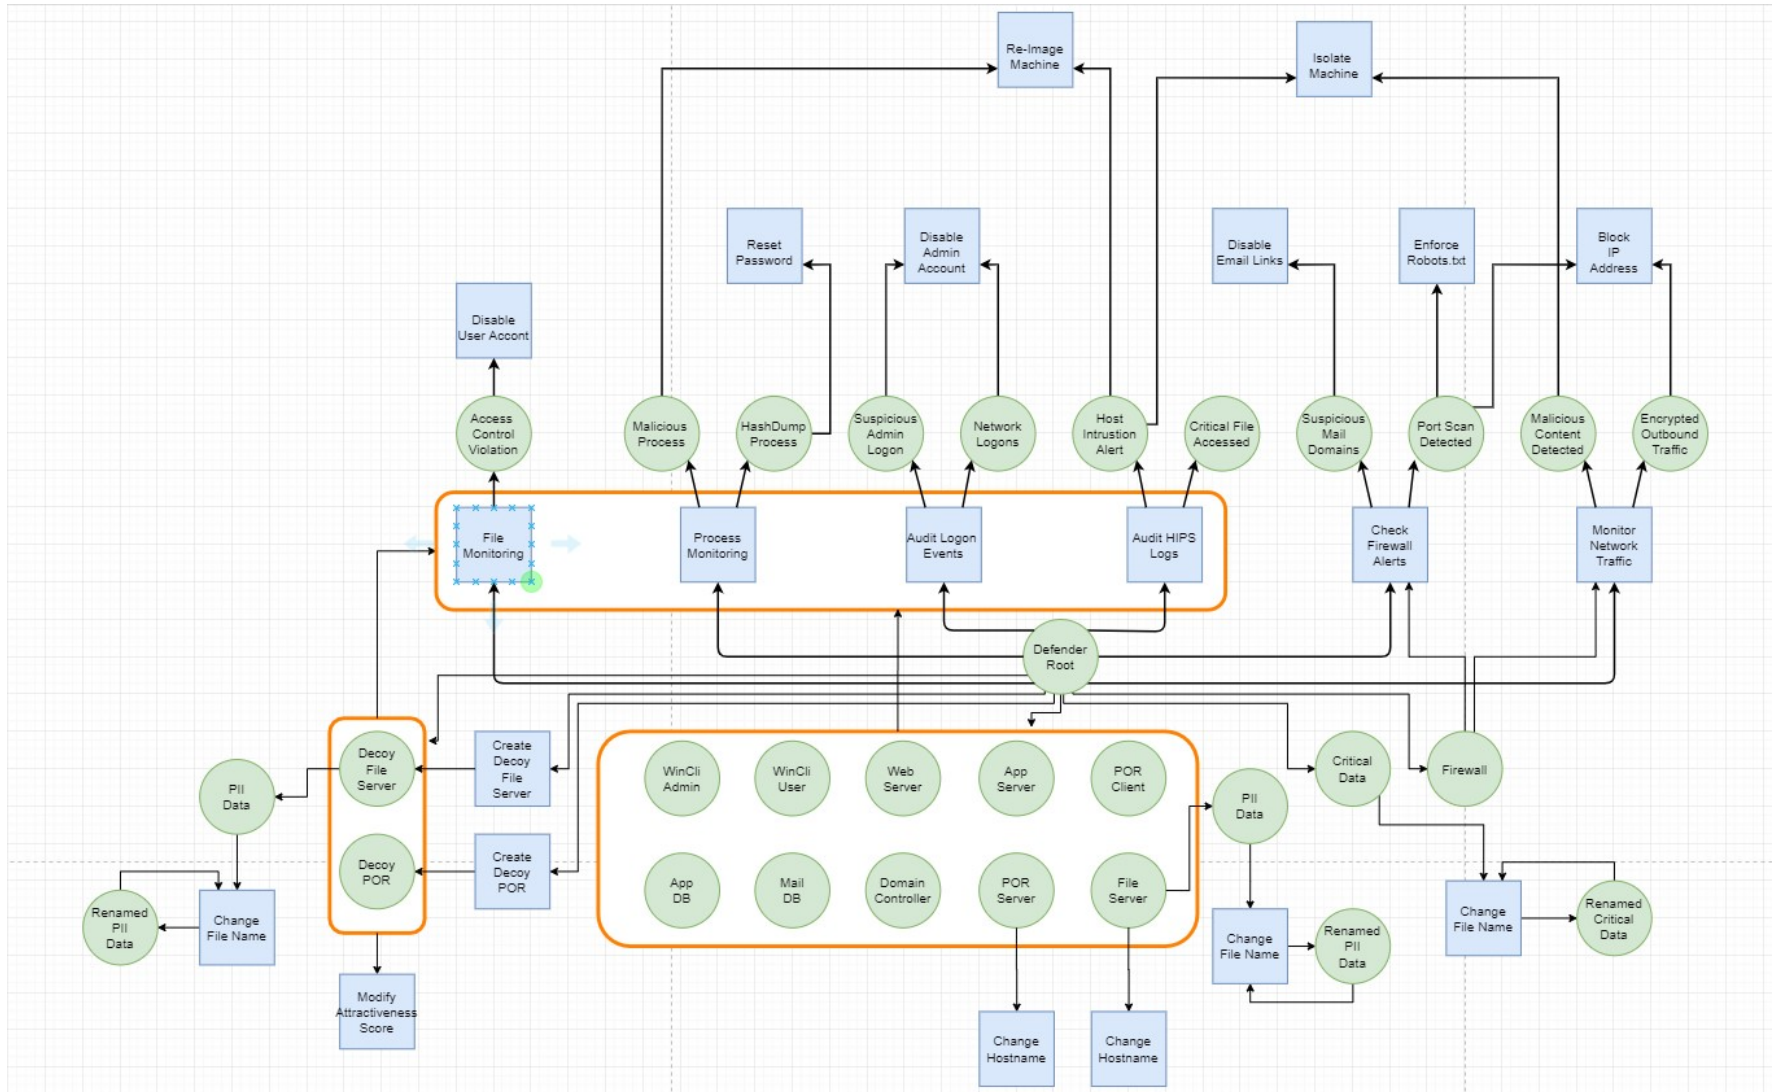 Re-Image
Machine
Isolate
Machine
Reset
Password
Disable
Admin
Account
Disable
Email Links
Enforce
Robots.txt
Block
IP
Address
Disable
User Accont
Access
Control
Violation
Malicious
Process
HashDump
Process
Suspicious
Admin
Logon
Network
Logons
Host
Intrustion
Alert
Critical File
Accessed
Suspicious
Mail
Domains
Port Scan
Detected
Malicious
Content
Detected
Encrypted
Outbound
Traffic
File
Monitoring
Process
Monitoring
Audit Logon
Events
Audit HIPS
Logs
Check
Firewall
Alerts
Monitor
Network
Traffic
Defender
Root
PII
Data
Decoy
File
Server
Create
Decoy
File
Server
WinCli
Admin
WinCli
User
Web
Server
App
Server
POR
Client
PII
Data
Critical
Data
Firewall
Renamed
PII
Data
Change
File Name
Decoy
POR
Create
Decoy
POR
App
DB
Mail
DB
Domain
Controller
POR
Server
File
Server
Change
File Name
Renamed
PII
Data
Change
File Name
Renamed
Critical
Data
Modify
Attractiveness
Score
Change
Hostname
Change
Hostname